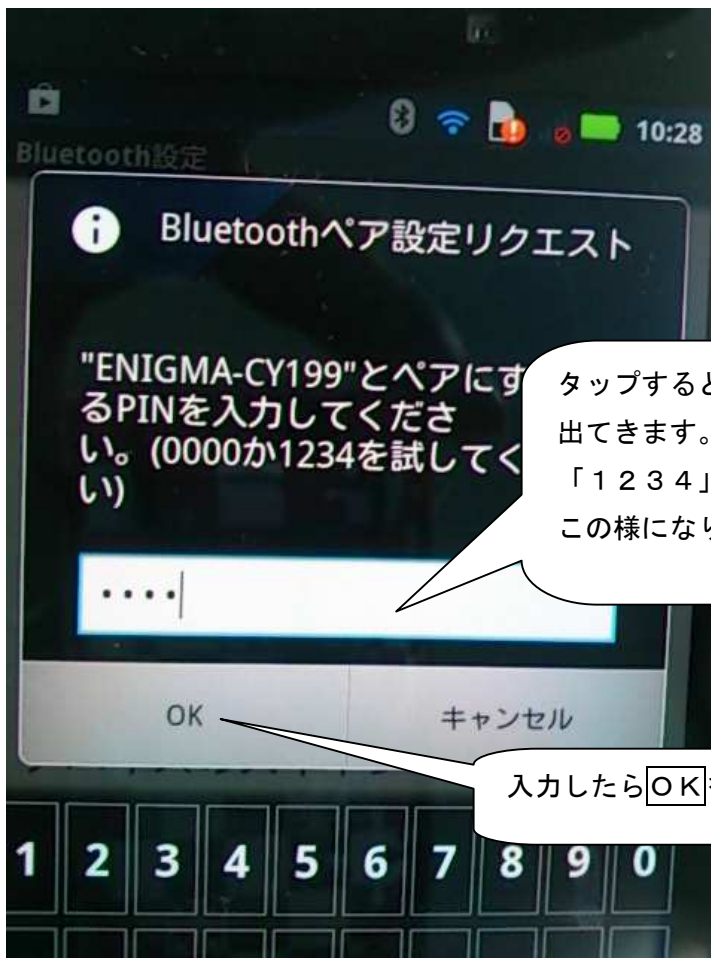 10:28
Bluetooth設定
Bluetoothペア設定リクエスト
"ENIGMA-CY199"とペアにす
るPINを入力してくださ
い。(0000か1234を試してく
い)
タップすると
出てきます。
「１２３４」
この様になり
••••
OK
キャンセル
入力したらＯＫ
1 2 3 4 5 6 7 8 9 0